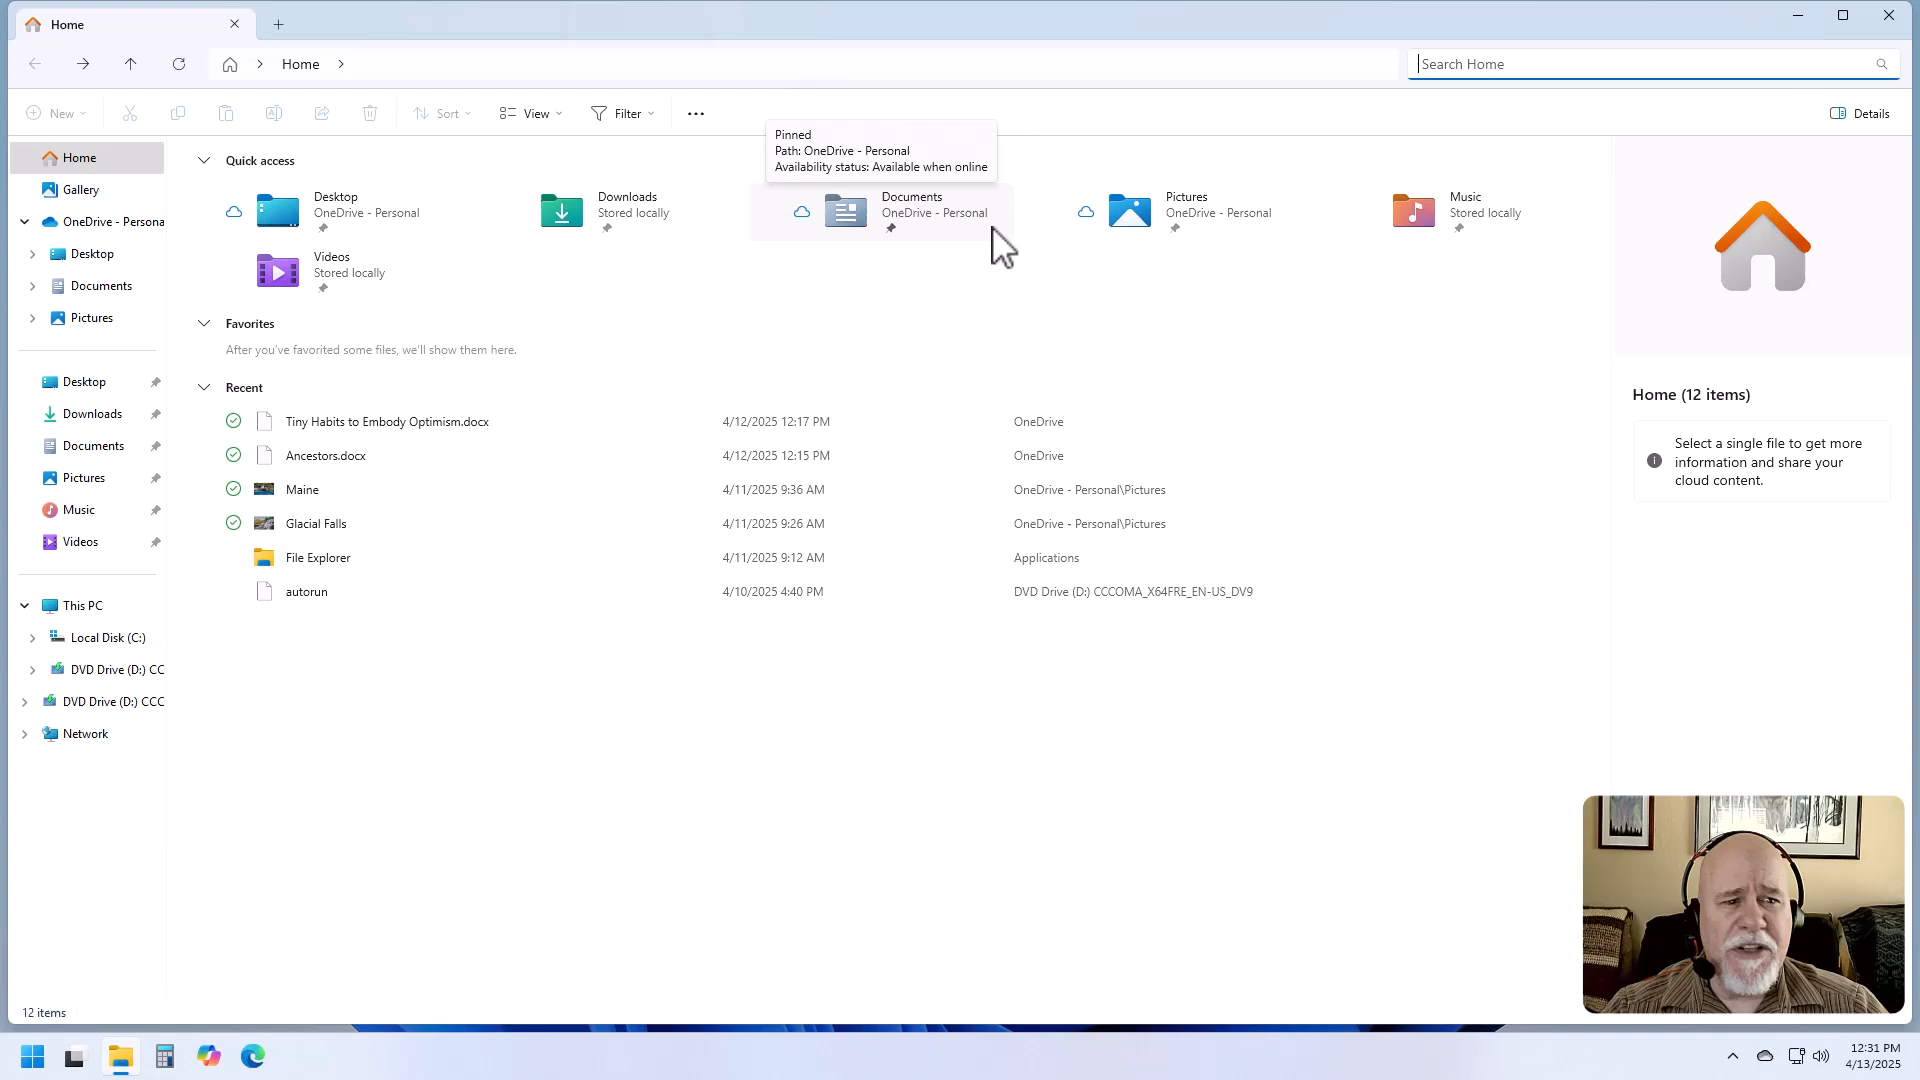 Home
Home
Search Home
New
Sort
View
Filter
Details
Pinned
Path: OneDrive - Personal
Availability status: Available when online
Home
Gallery
OneDrive - Persona
Desktop
Documents
Pictures
Desktop
Downloads
Documents
Pictures
Music
Videos
This PC
Local Disk (C:)
DVD Drive (D:) CC
DVD Drive (D:) CCC
Network
Quick access
Desktop
OneDrive - Personal
Downloads
Stored locally
Documents
OneDrive - Personal
Pictures
OneDrive - Personal
Music
Stored locally
Videos
Stored locally
Favorites
After you've favorited some files, we'll show them here.
Recent
Tiny Habits to Embody Optimism.docx 4/12/2025 12:17 PM OneDrive
Ancestors.docx 4/12/2025 12:15 PM OneDrive
Maine 4/11/2025 9:36 AM OneDrive - Personal\Pictures
Glacial Falls 4/11/2025 9:26 AM OneDrive - Personal\Pictures
File Explorer 4/11/2025 9:12 AM Applications
autorun 4/10/2025 4:40 PM DVD Drive (D:) CCCOMA_X64FRE_EN-US_DV9
Home (12 items)
Select a single file to get more
information and share your
cloud content.
12 items
12:31 PM
4/13/2025